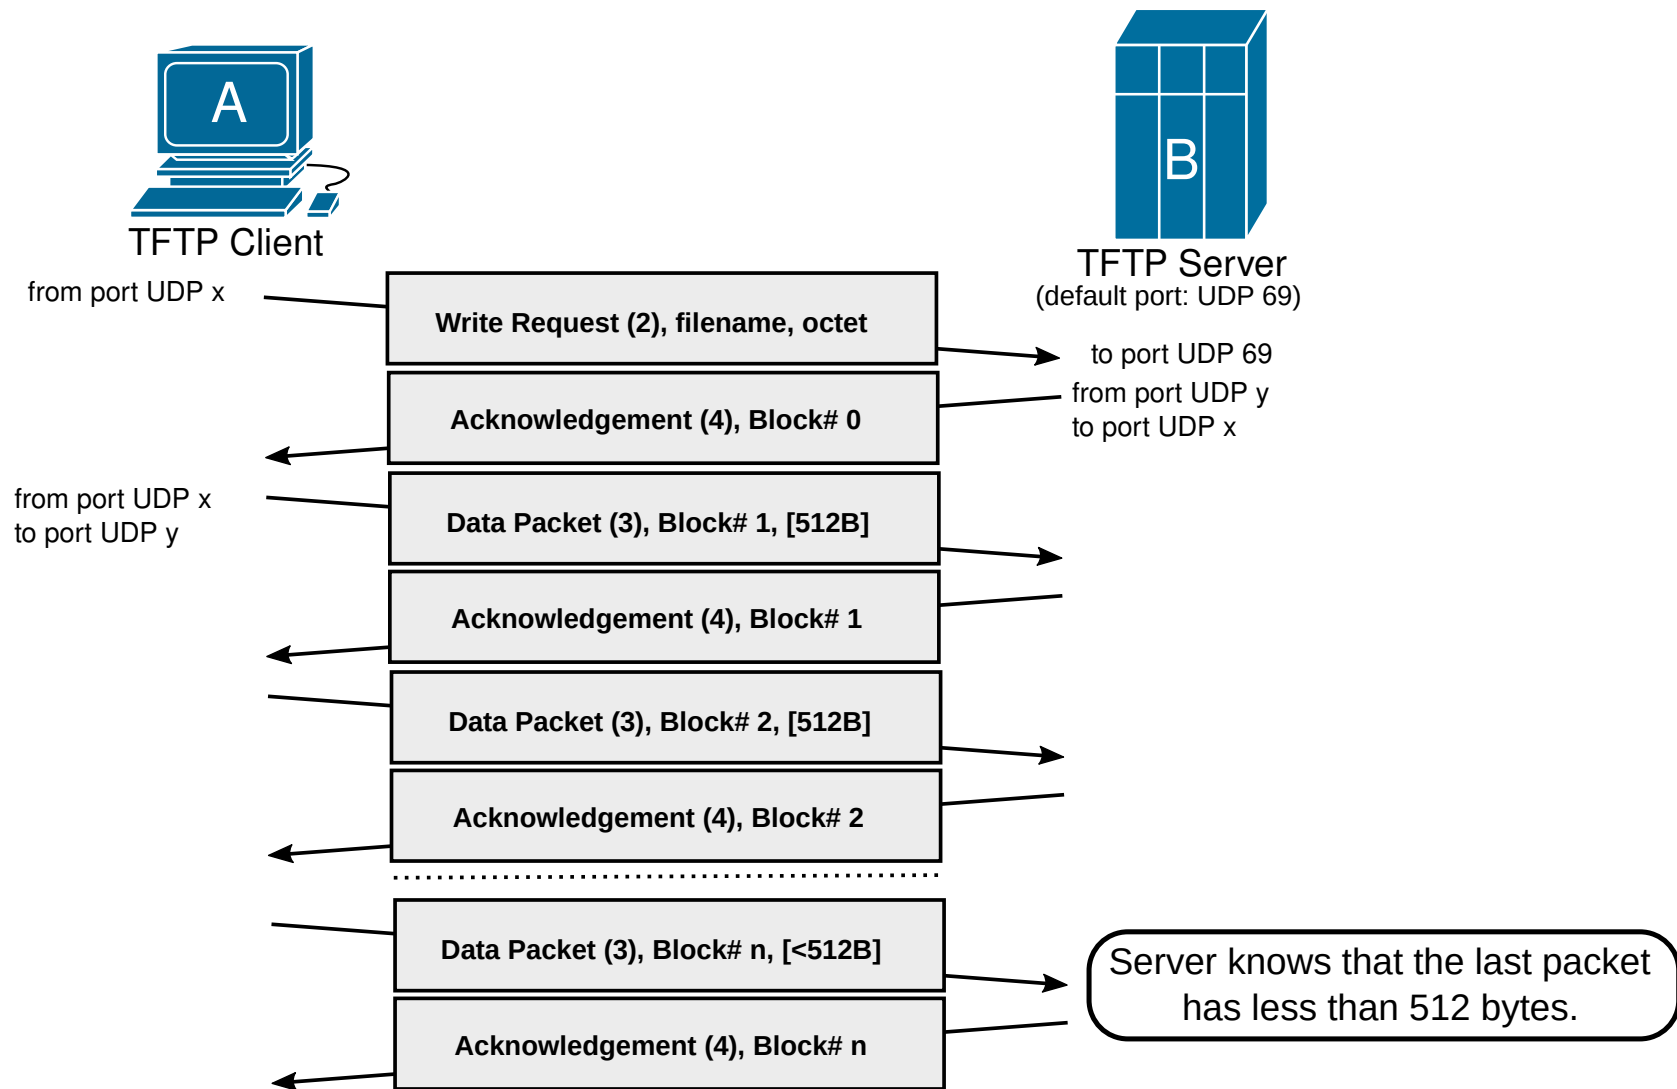 A
B
TFTP Client
TFTP Server
(default port: UDP 69)
from port UDP x
Write Request (2), filename, octet
to port UDP 69
from port UDP y
to port UDP x
Acknowledgement (4), Block# 0
from port UDP x
to port UDP y
Data Packet (3), Block# 1, [512B]
Acknowledgement (4), Block# 1
Data Packet (3), Block# 2, [512B]
Acknowledgement (4), Block# 2
Data Packet (3), Block# n, [<512B]
Server knows that the last packet
has less than 512 bytes.
Acknowledgement (4), Block# n